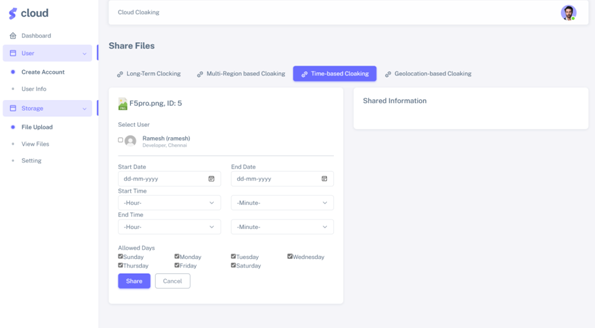 cloud
Cloud Cloaking
Dashboard
User
Create Account
User Info
Storage
File Upload
View Files
Setting
Share Files
Long-Term Clocking
Multi-Region based Cloaking
Time-based Cloaking
Geolocation-based Cloaking
F5pro.png, ID: 5
Select User
Ramesh (ramesh)
Developer, Chennai
Start Date
End Date
dd-mm-yyyy
dd-mm-yyyy
Start Time
-Hour-
-Minute-
End Time
-Hour-
-Minute-
Allowed Days
Sunday
Monday
Tuesday
Wednesday
Thursday
Friday
Saturday
Share
Cancel
Shared Information